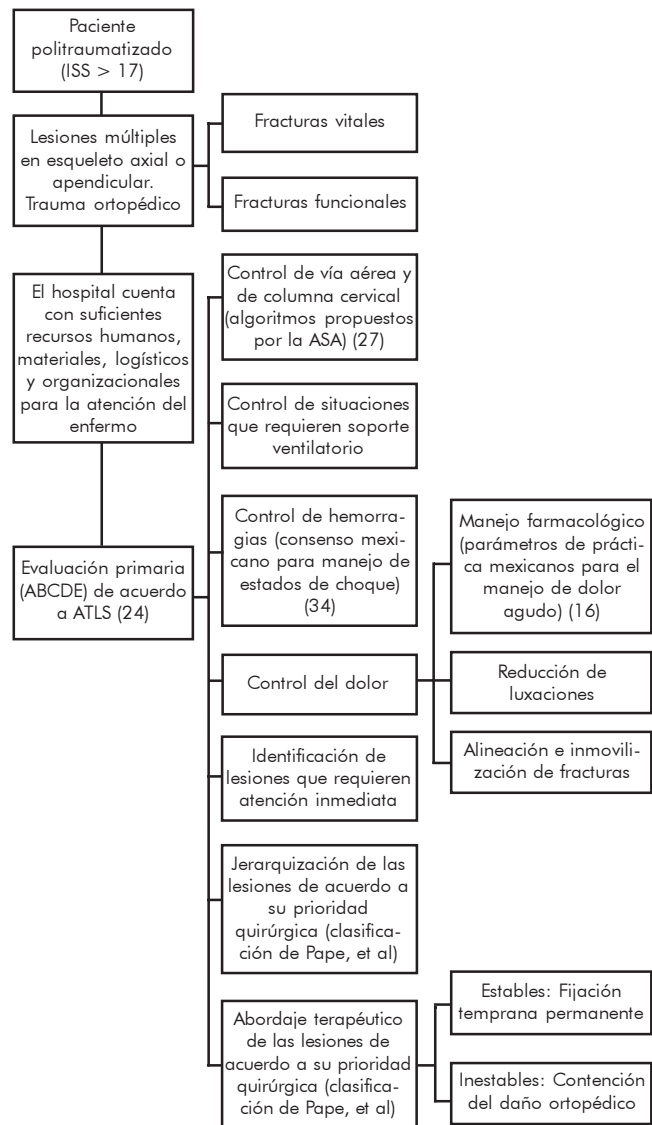 Paciente
politraumatizado
(ISS > 17)
Lesiones múltiples
en esqueleto axial o
apendicular.
Trauma ortopédico
Fracturas vitales
Fracturas funcionales
El hospital cuenta
con suficientes
recursos humanos,
materiales, logísticos
y organizacionales
para la atención del
enfermo
Evaluación primaria
(ABCDE) de acuerdo
a ATLS (24)
Control de vía aérea y
de columna cervical
(algoritmos propuestos
por la ASA) (27)
Control de situaciones
que requieren soporte
ventilatorio
Control de hemorra-
gias (consenso mexi-
cano para manejo de
estados de choque)
(34)
Control del dolor
Manejo farmacológico
(parámetros de prác-
tica mexicanos para el
manejo de dolor
agudo) (16)
Reducción de
luxaciones
Alineación e inmovili-
zación de fracturas
Identificación de
lesiones que requieren
atención inmediata
Jerarquización de las
lesiones de acuerdo a
su prioridad
quirúrgica (clasifica-
ción de Pape, et al)
Abordaje terapéutico
de las lesiones de
acuerdo a su prioridad
quirúrgica (clasifica-
ción de Pape, et al)
Estables: Fijación
temprana permanente
Inestables: Contención
del daño ortopédico